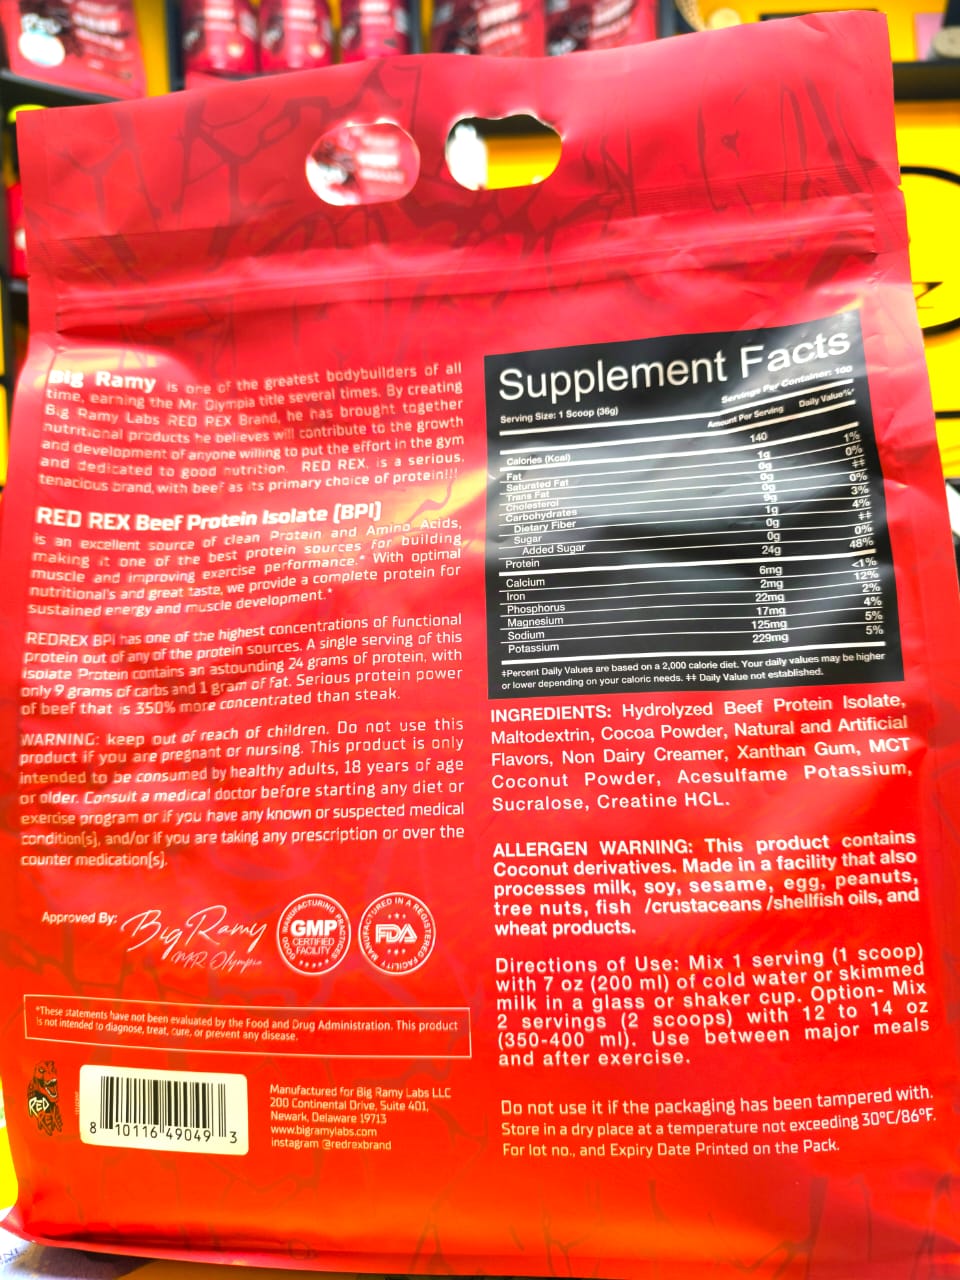 Big Ramy is one of the greatest bodybuilders of all
time, earning the Mr Olympia title several times. By creating
Big Ramy Labs RED REX Brand, he has brought together
nutritional products he believes will contribute to the growth
and development of anyone willing to put the effort in the gym
and dedicated to good nutrition. RED REX, is a serious,
tenacious brand, with beef as its primary choice of protein!!!
RED REX Beef Protein Isolate (BPI)
is an excellent source of clean Protein and Amino Acids,
making it one of the best protein sources for building
muscle and improving exercise performance.* With optimal
nutritional's and great taste, we provide a complete protein for
sustained energy and muscle development.*
REDREX BPI has one of the highest concentrations of functional
protein out of any of the protein sources. A single serving of this
isolate Protein contains an astounding 24 grams of protein, with
only 9 grams of carbs and 1 gram of fat. Serious protein power
of beef that is 350% more concentrated than steak.
WARNING: keep out of reach of children. Do not use this
product if you are pregnant or nursing. This product is only
intended to be consumed by healthy adults, 18 years of age
or older. Consult a medical doctor before starting any diet or
exercise program or if you have any known or suspected medical
condition(s), and/or if you are taking any prescription or over the
counter medication(s).
Approved By: Big Ramy
MR. Olympia
GOOD MANUFACTURING PRACTICES
GMP
CERTIFIED
FACILITY
MANUFACTURED IN A REGISTERED FACILITY
FDA
*These statements have not been evaluated by the Food and Drug Administration. This product
is not intended to diagnose, treat, cure, or prevent any disease.
RED
REX
8 10116 49049 3
Manufactured for Big Ramy Labs LLC
200 Continental Drive, Suite 401,
Newark, Delaware 19713
www.bigramylabs.com
instagram @redrexbrand
Supplement Facts
Servings Per Container: 100
Serving Size: 1 Scoop (36g)
Amount Per Serving Daily Value%*
Calories (Kcal) 140
Fat 1g 1%
Saturated Fat 0g 0%
Trans Fat 0g ‡‡
Cholesterol 0g 0%
Carbohydrates 9g 3%
Dietary Fiber 1g 4%
Sugar 0g ‡‡
Added Sugar 0g 0%
Protein 24g 48%
Calcium 6mg <1%
Iron 2mg 12%
Phosphorus 22mg 2%
Magnesium 17mg 4%
Sodium 125mg 5%
Potassium 229mg 5%
‡Percent Daily Values are based on a 2,000 calorie diet. Your daily values may be higher
or lower depending on your caloric needs. ‡‡ Daily Value not established.
INGREDIENTS: Hydrolyzed Beef Protein Isolate,
Maltodextrin, Cocoa Powder, Natural and Artificial
Flavors, Non Dairy Creamer, Xanthan Gum, MCT
Coconut Powder, Acesulfame Potassium,
Sucralose, Creatine HCL.
ALLERGEN WARNING: This product contains
Coconut derivatives. Made in a facility that also
processes milk, soy, sesame, egg, peanuts,
tree nuts, fish /crustaceans /shellfish oils, and
wheat products.
Directions of Use: Mix 1 serving (1 scoop)
with 7 oz (200 ml) of cold water or skimmed
milk in a glass or shaker cup. Option- Mix
2 servings (2 scoops) with 12 to 14 oz
(350-400 ml). Use between major meals
and after exercise.
Do not use it if the packaging has been tampered with.
Store in a dry place at a temperature not exceeding 30°C/86°F.
For lot no., and Expiry Date Printed on the Pack.